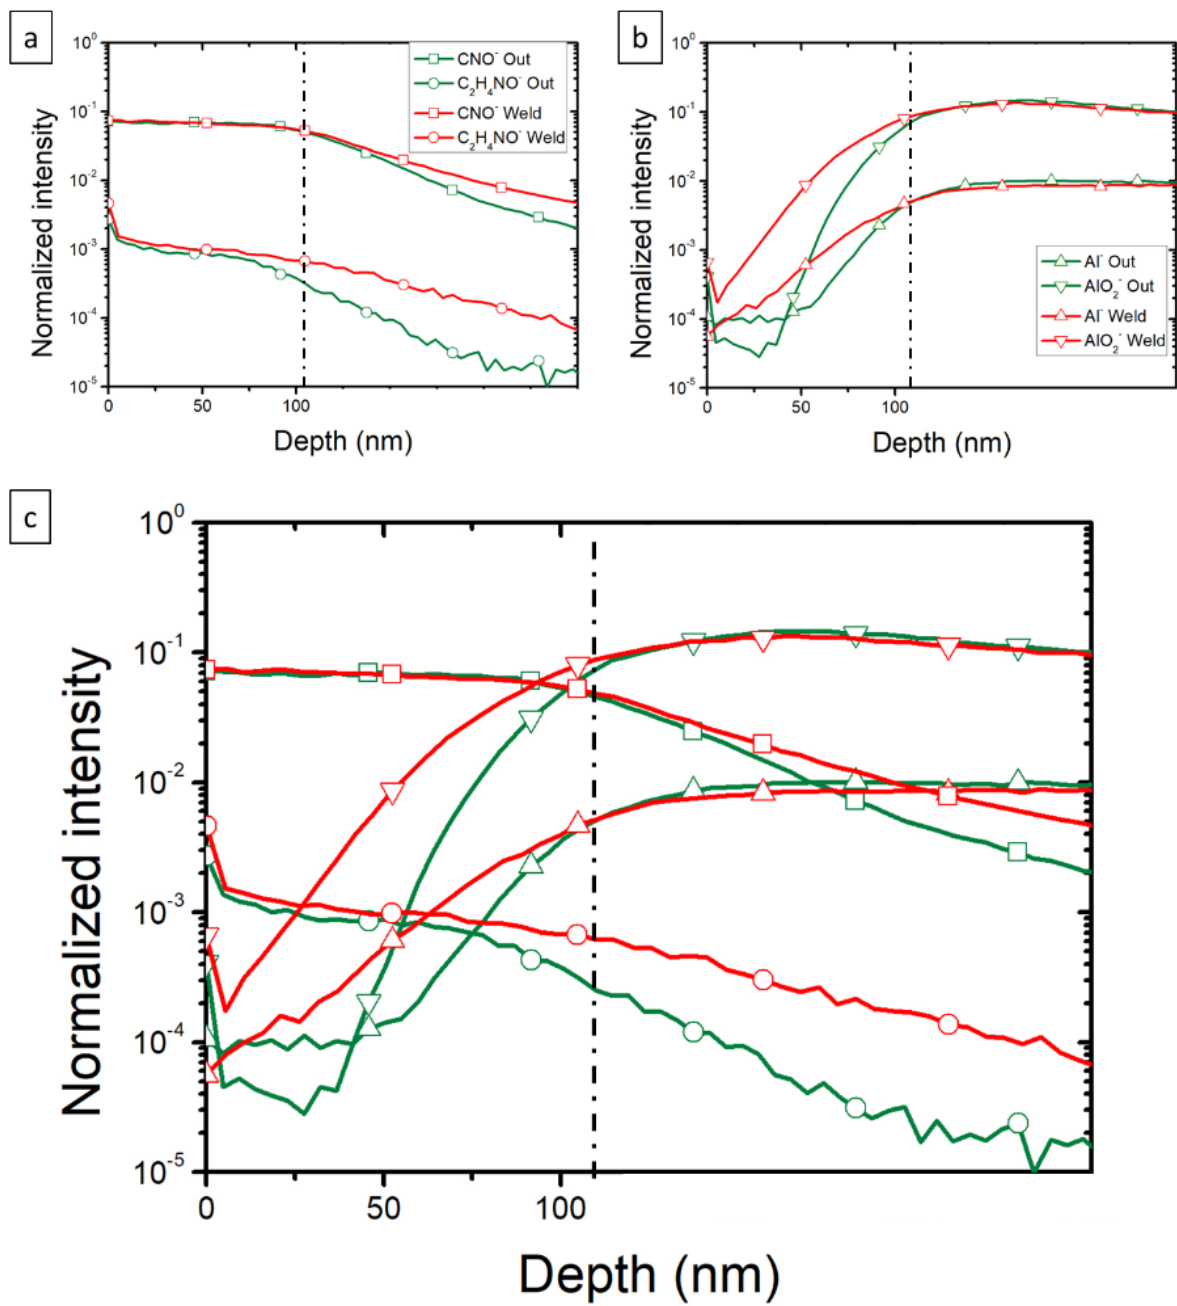 a
10⁰
10⁻¹
10⁻²
10⁻³
10⁻⁴
10⁻⁵
Normalized intensity
CNO⁻ Out
C₂H₄NO⁻ Out
CNO⁻ Weld
C₂H₄NO⁻ Weld
0 50 100
Depth (nm)
b
10⁰
10⁻¹
10⁻²
10⁻³
10⁻⁴
10⁻⁵
Normalized intensity
Al⁻ Out
AlO₂⁻ Out
Al⁻ Weld
AlO₂⁻ Weld
0 50 100
Depth (nm)
c
10⁰
10⁻¹
10⁻²
10⁻³
10⁻⁴
10⁻⁵
Normalized intensity
0 50 100
Depth (nm)